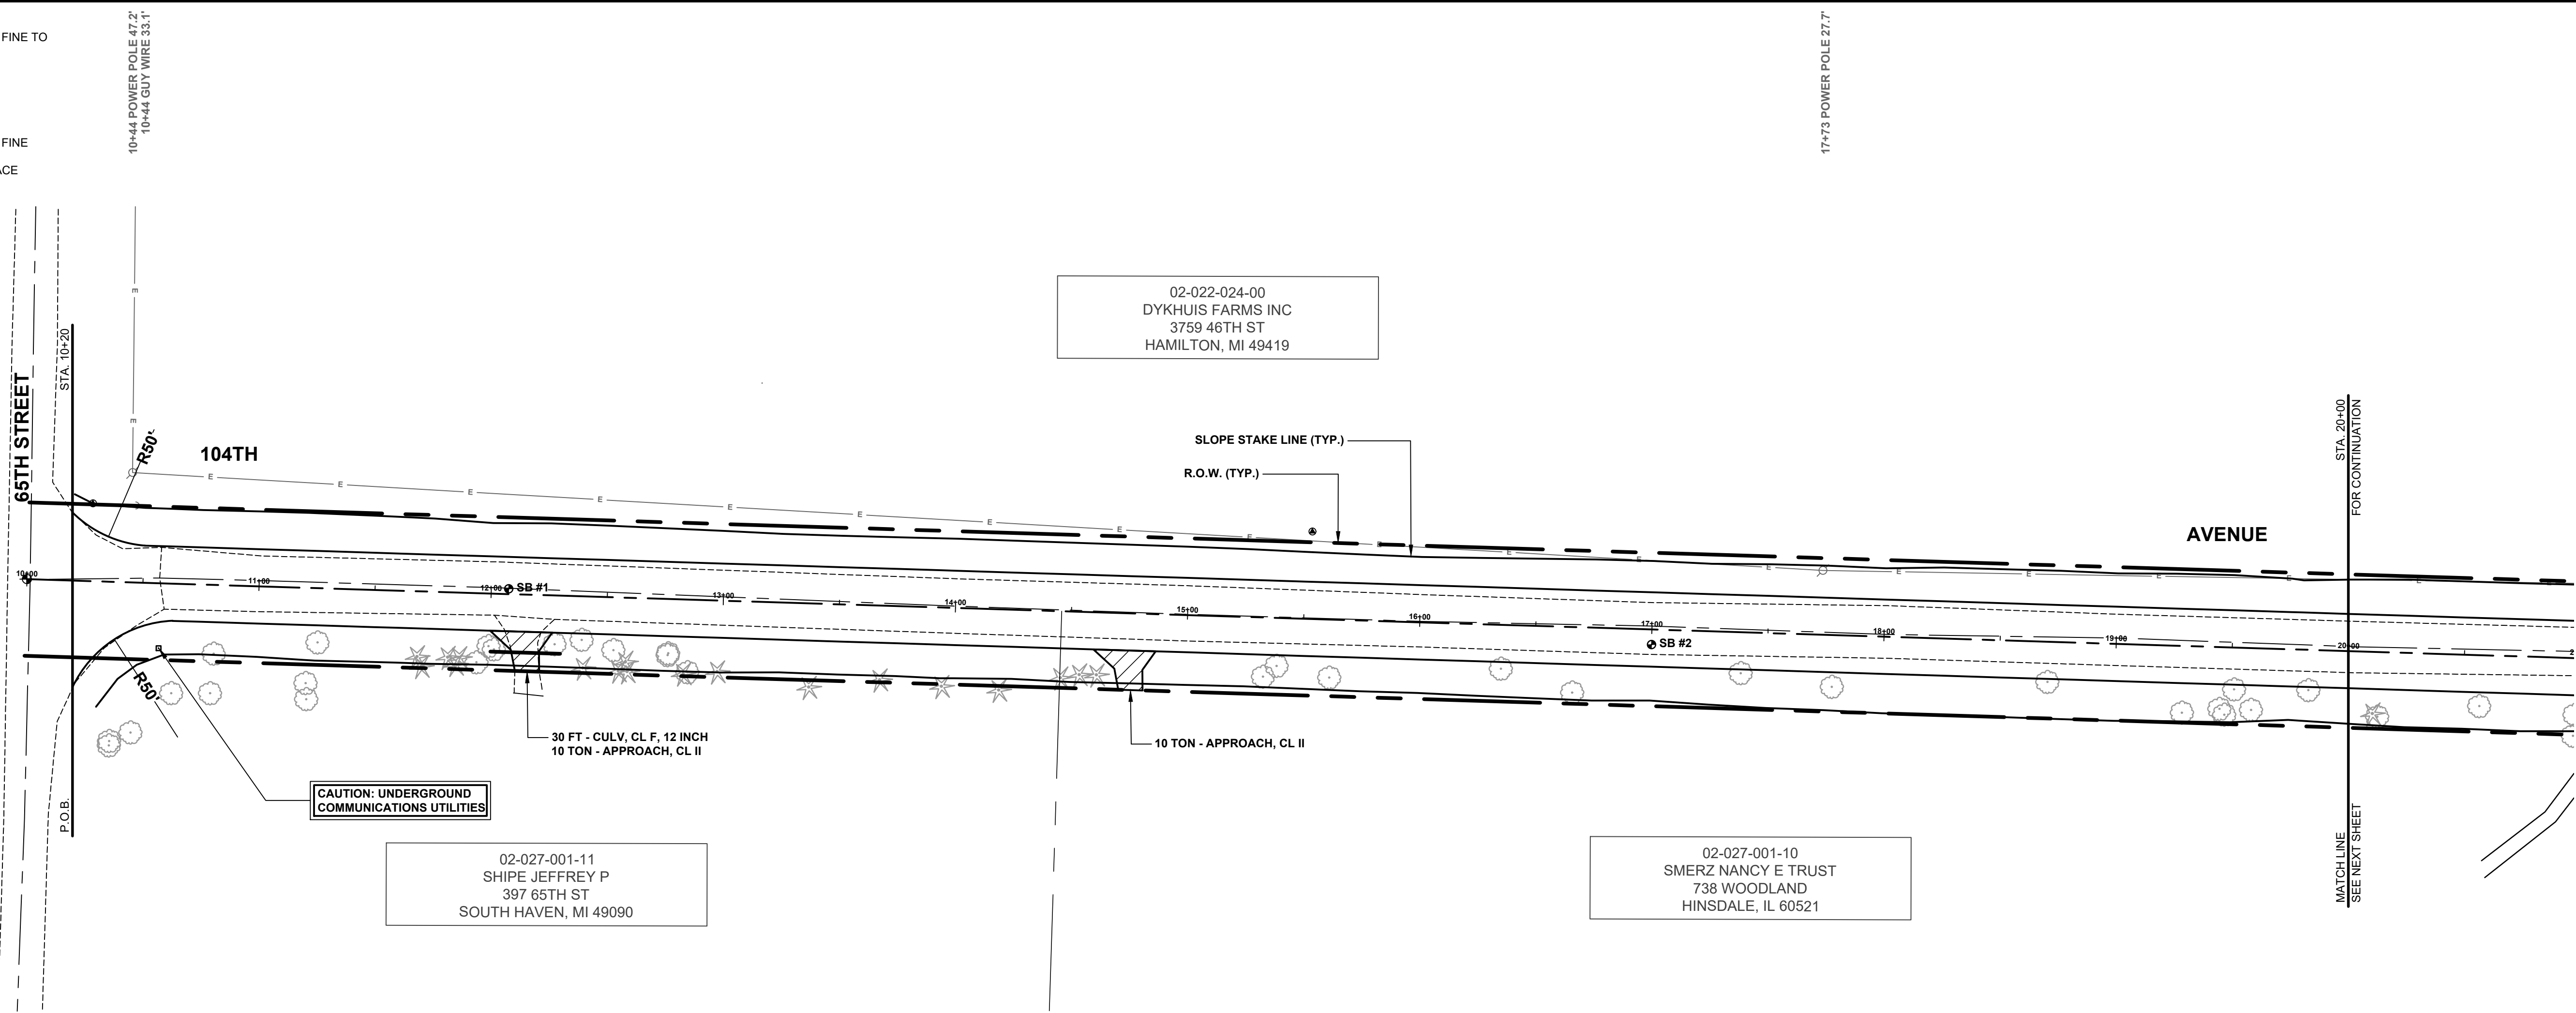 FINE TO
FINE
ACE
10+44 POWER POLE 47.2'
10+44 GUY WIRE 33.1'
17+73 POWER POLE 27.7'
02-022-024-00
DYKHUIS FARMS INC
3759 46TH ST
HAMILTON, MI 49419
STA. 10+20
65TH STREET
R50'
104TH
SLOPE STAKE LINE (TYP.)
R.O.W. (TYP.)
STA. 20+00
FOR CONTINUATION
AVENUE
m
m
E E E E E E E E E E E E E E E E E E
10+00
11+00
12+00
SB #1
13+00
14+00
15+00
16+00
17+00
SB #2
18+00
19+00
20+00
2
R50'
30 FT - CULV, CL F, 12 INCH
10 TON - APPROACH, CL II
10 TON - APPROACH, CL II
CAUTION: UNDERGROUND
COMMUNICATIONS UTILITIES
P.O.B.
02-027-001-11
SHIPE JEFFREY P
397 65TH ST
SOUTH HAVEN, MI 49090
02-027-001-10
SMERZ NANCY E TRUST
738 WOODLAND
HINSDALE, IL 60521
MATCH LINE
SEE NEXT SHEET